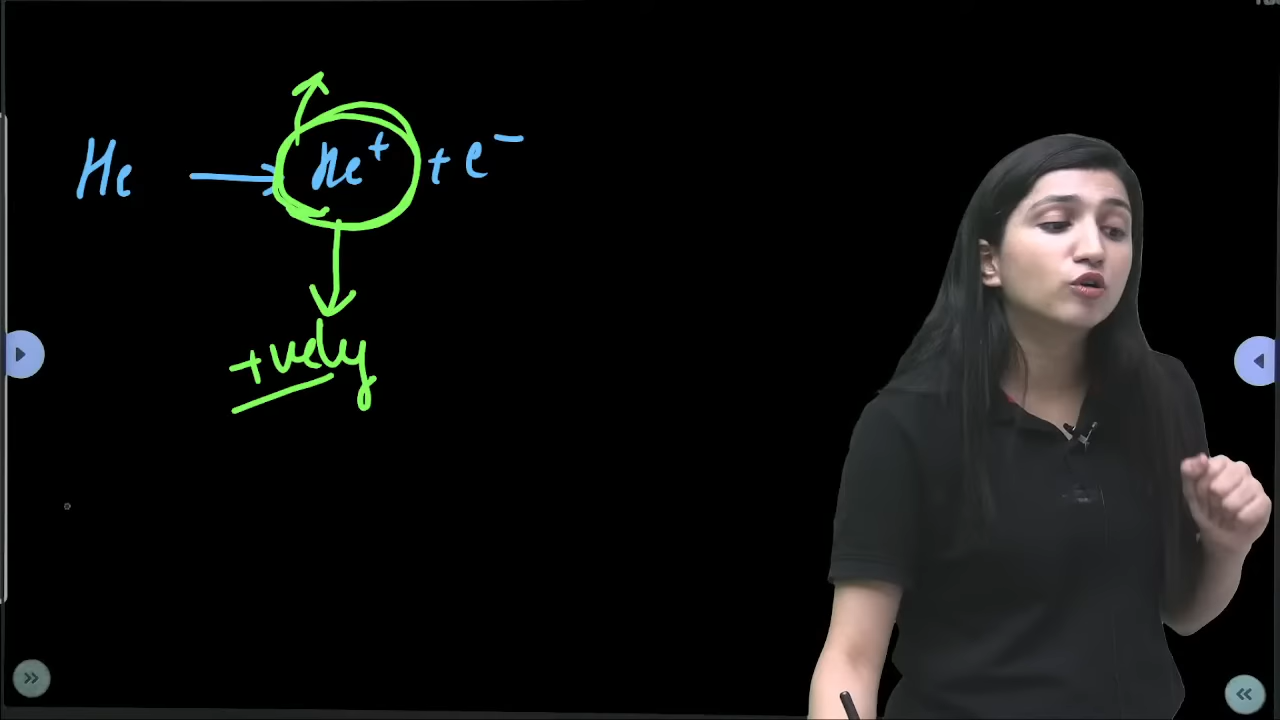 He → He⁺ + e⁻
+vely